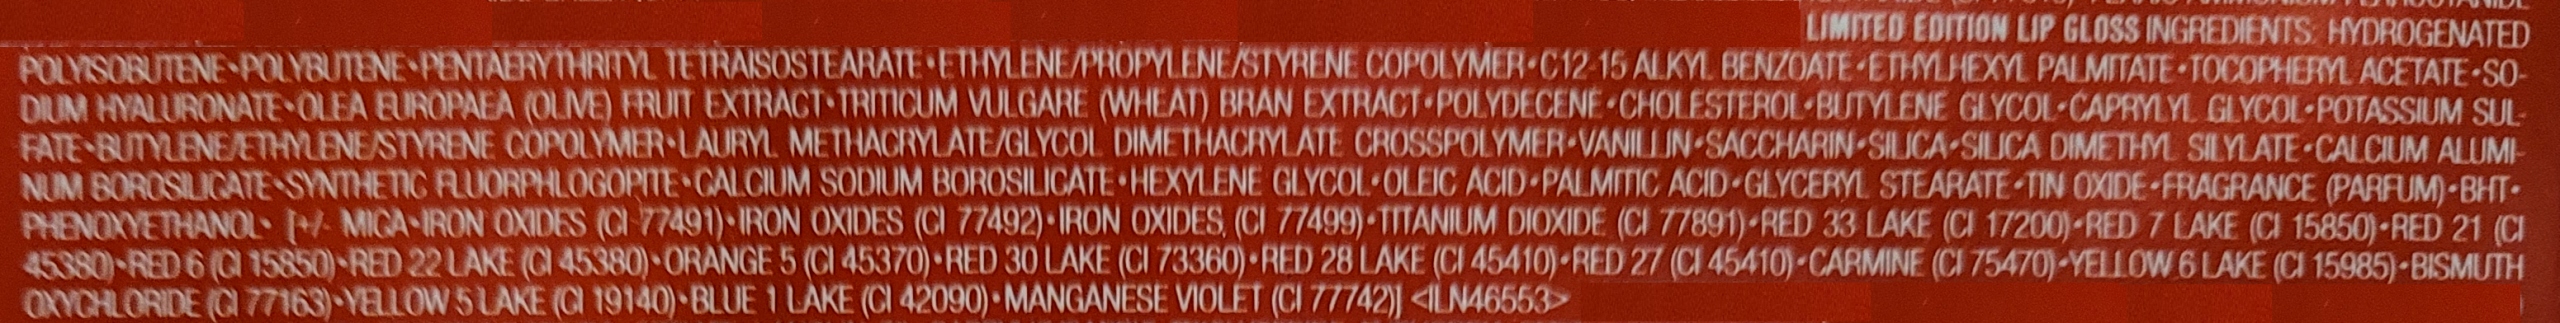 LIMITED EDITION LIP GLOSS INGREDIENTS: HYDROGENATED
POLYISOBUTENE•POLYBUTENE•PENTAERYTHRITYL TETRAISOSTEARATE•ETHYLENE/PROPYLENE/STYRENE COPOLYMER•C12-15 ALKYL BENZOATE•ETHYLHEXYL PALMITATE•TOCOPHERYL ACETATE•SO-
DIUM HYALURONATE•OLEA EUROPAEA (OLIVE) FRUIT EXTRACT•TRITICUM VULGARE (WHEAT) BRAN EXTRACT•POLYDECENE•CHOLESTEROL•BUTYLENE GLYCOL•CAPRYLYL GLYCOL•POTASSIUM SUL-
FATE•BUTYLENE/ETHYLENE/STYRENE COPOLYMER•LAURYL METHACRYLATE/GLYCOL DIMETHACRYLATE CROSSPOLYMER•VANILLIN•SACCHARIN•SILICA•SILICA DIMETHYL SILYLATE•CALCIUM ALUMI-
NUM BOROSILICATE•SYNTHETIC FLUORPHLOGOPITE•CALCIUM SODIUM BOROSILICATE•HEXYLENE GLYCOL•OLEIC ACID•PALMITIC ACID•GLYCERYL STEARATE•TIN OXIDE•FRAGRANCE (PARFUM)•BHT•
PHENOXYETHANOL• [+/- MICA•IRON OXIDES (CI 77491)•IRON OXIDES (CI 77492)•IRON OXIDES, (CI 77499)•TITANIUM DIOXIDE (CI 77891)•RED 33 LAKE (CI 17200)•RED 7 LAKE (CI 15850)•RED 21 (CI
45380)•RED 6 (CI 15850)•RED 22 LAKE (CI 45380)•ORANGE 5 (CI 45370)•RED 30 LAKE (CI 73360)•RED 28 LAKE (CI 45410)•RED 27 (CI 45410)•CARMINE (CI 75470)•YELLOW 6 LAKE (CI 15985)•BISMUTH
OXYCHLORIDE (CI 77163)•YELLOW 5 LAKE (CI 19140)•BLUE 1 LAKE (CI 42090)•MANGANESE VIOLET (CI 77742)] <ILN46553>